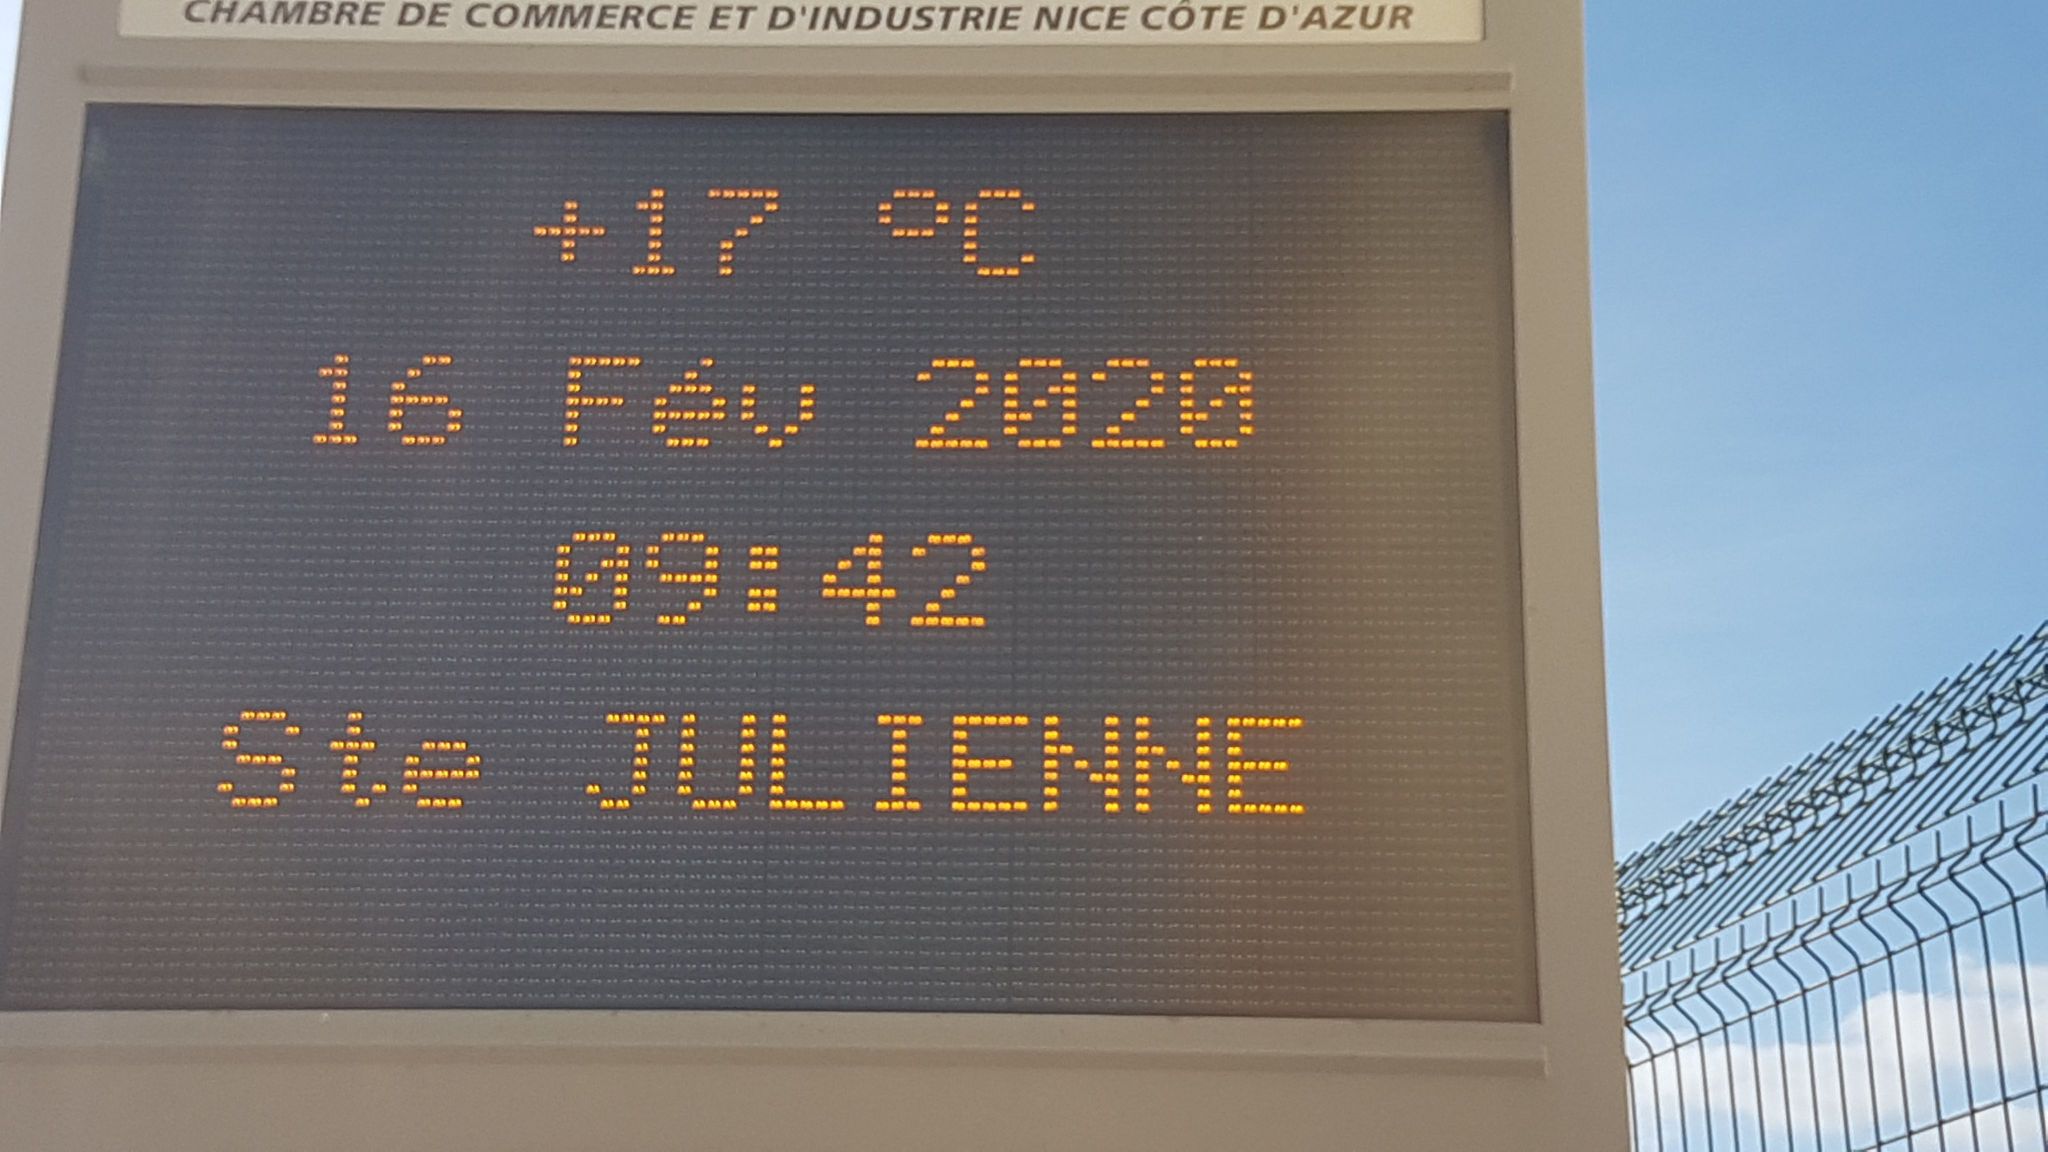 CHAMBRE DE COMMERCE ET D'INDUSTRIE NICE CÔTE D'AZUR
+17 °C
16 Fév 2020
09:42
Ste JULIENNE